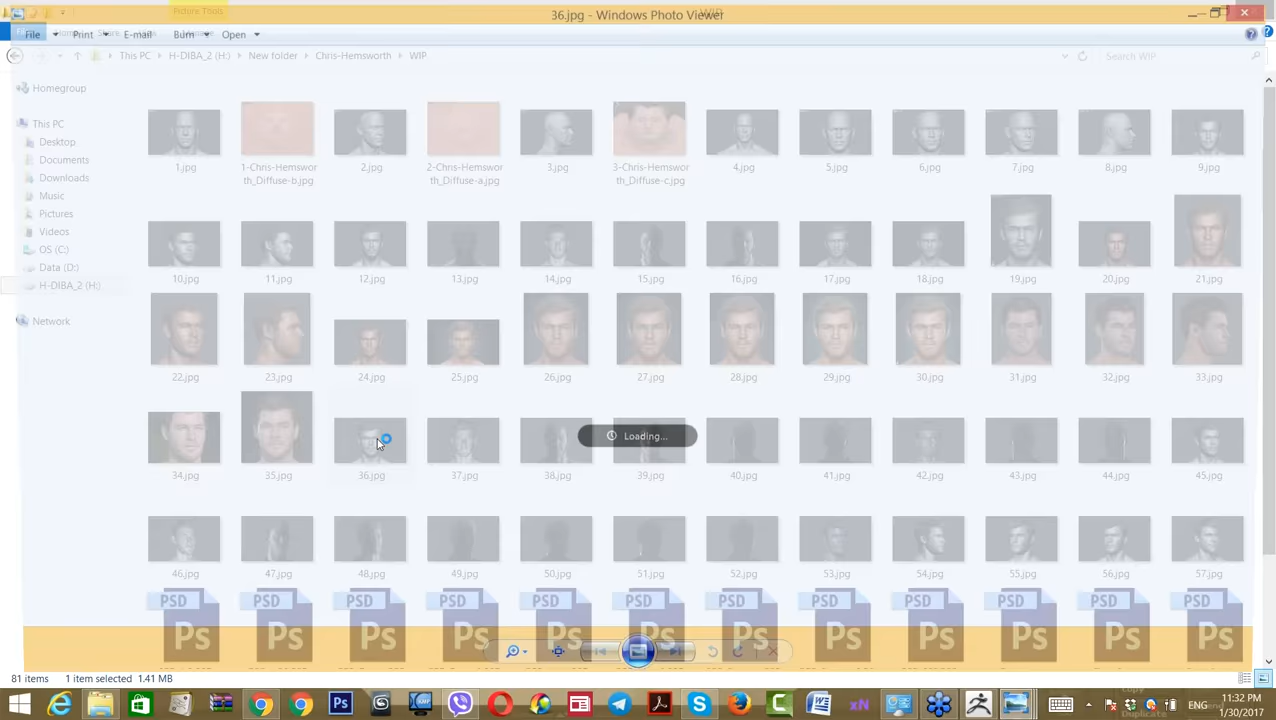 Picture Tools
36.jpg - Windows Photo Viewer
File Print E-mail Burn Open
This PC H-DIBA_2 (H:) New folder Chris-Hemsworth WIP
Search WIP
Homegroup
This PC
Desktop
Documents
Downloads
Music
Pictures
Videos
OS (C:)
Data (D:)
H-DIBA_2 (H:)
Network
1.jpg 1-Chris-Hemsworth_Diffuse-b.jpg 2.jpg 2-Chris-Hemsworth_Diffuse-a.jpg 3.jpg 3-Chris-Hemsworth_Diffuse-c.jpg 4.jpg 5.jpg 6.jpg 7.jpg 8.jpg 9.jpg
10.jpg 11.jpg 12.jpg 13.jpg 14.jpg 15.jpg 16.jpg 17.jpg 18.jpg 19.jpg 20.jpg 21.jpg
22.jpg 23.jpg 24.jpg 25.jpg 26.jpg 27.jpg 28.jpg 29.jpg 30.jpg 31.jpg 32.jpg 33.jpg
Loading...
34.jpg 35.jpg 36.jpg 37.jpg 38.jpg 39.jpg 40.jpg 41.jpg 42.jpg 43.jpg 44.jpg 45.jpg
46.jpg 47.jpg 48.jpg 49.jpg 50.jpg 51.jpg 52.jpg 53.jpg 54.jpg 55.jpg 56.jpg 57.jpg
PSD PSD PSD PSD PSD PSD PSD PSD PSD PSD PSD PSD
Ps Ps Ps Ps Ps Ps Ps Ps Ps Ps Ps Ps
81 items 1 item selected 1.41 MB
Ps W xN ENG 11:32 PM
1/30/2017
Duplicate